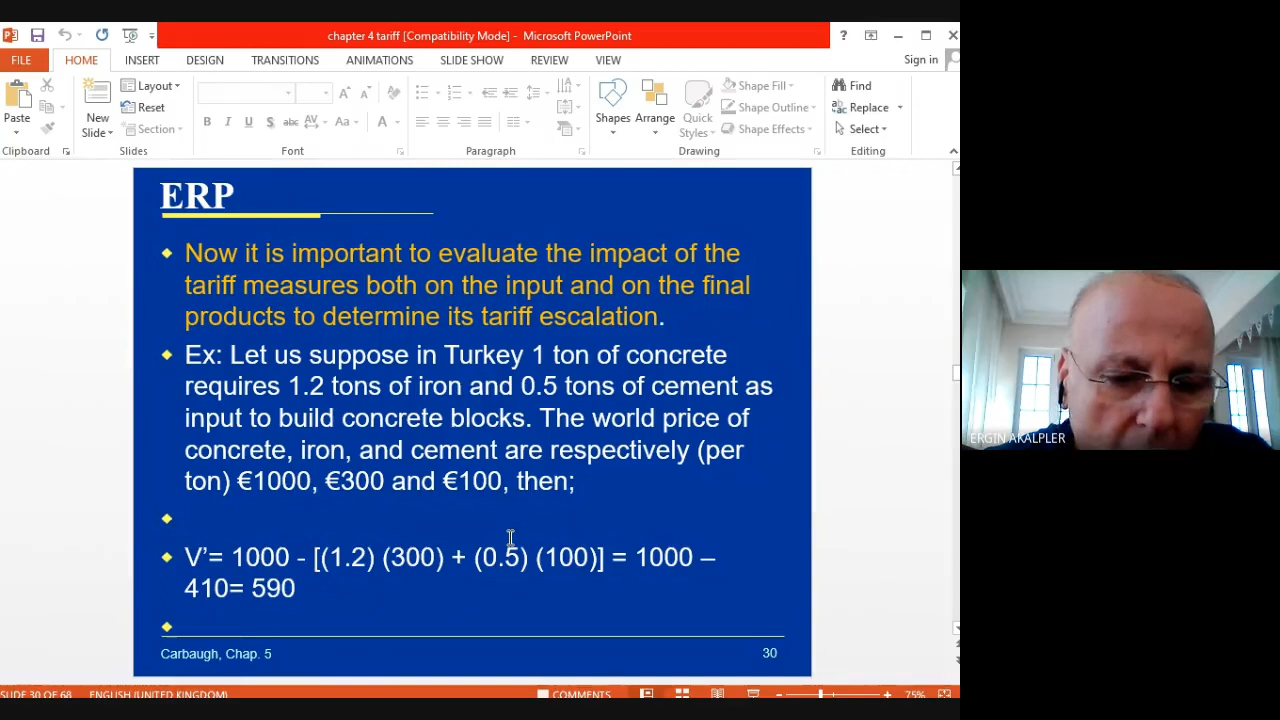 chapter 4 tariff [Compatibility Mode] - Microsoft PowerPoint
Sign in
FILE HOME INSERT DESIGN TRANSITIONS ANIMATIONS SLIDE SHOW REVIEW VIEW
Paste
New
Slide
Layout
Reset
Section
B I U S abc AV Aa A
Shapes
Arrange
Quick
Styles
Shape Fill
Shape Outline
Shape Effects
Find
Replace
Select
Clipboard Slides Font Paragraph Drawing Editing
ERP
Now it is important to evaluate the impact of the
tariff measures both on the input and on the final
products to determine its tariff escalation.
Ex: Let us suppose in Turkey 1 ton of concrete
requires 1.2 tons of iron and 0.5 tons of cement as
input to build concrete blocks. The world price of
concrete, iron, and cement are respectively (per
ton) €1000, €300 and €100, then;
V’= 1000 - [(1.2) (300) + (0.5) (100)] = 1000 –
410= 590
Carbaugh, Chap. 5
30
SLIDE 30 OF 68 ENGLISH (UNITED KINGDOM) COMMENTS 75%
ERGIN AKALPLER